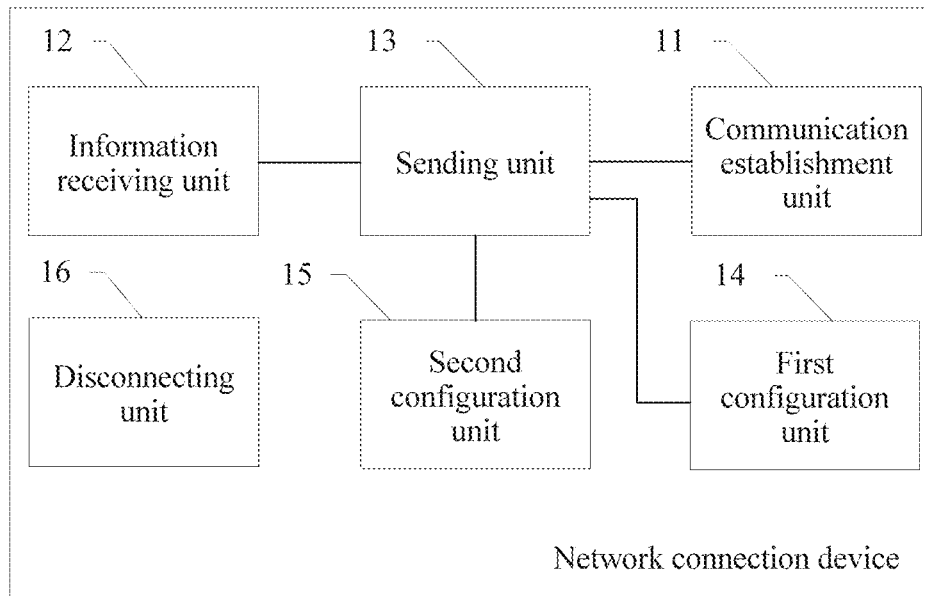 12
13
11
Information
receiving unit
Sending unit
Communication
establishment
unit
16
15
14
Disconnecting
unit
Second
configuration
unit
First
configuration
unit
Network connection device